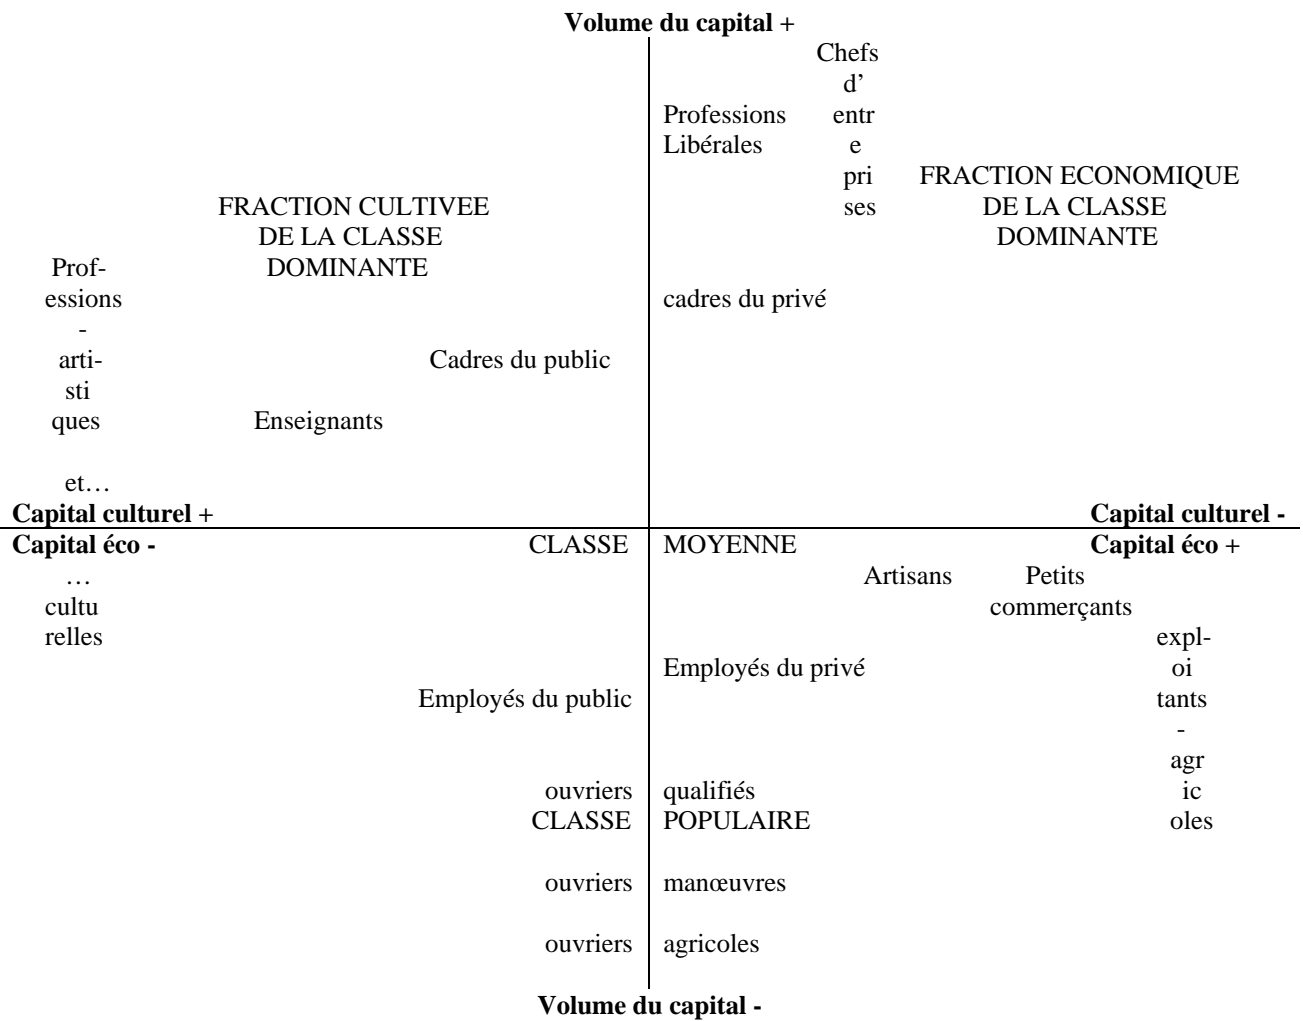 Volume du capital +
Chefs
d’
Professions entr
Libérales e
pri FRACTION ECONOMIQUE
FRACTION CULTIVEE ses DE LA CLASSE
DE LA CLASSE DOMINANTE
Prof- DOMINANTE
essions cadres du privé
-
arti- Cadres du public
sti
ques Enseignants
et…
Capital culturel + Capital culturel -
Capital éco - CLASSE MOYENNE Capital éco +
… Artisans Petits
cultu commerçants
relles expl-
Employés du privé oi
Employés du public tants
-
agr
ouvriers qualifiés ic
CLASSE POPULAIRE oles
ouvriers manœuvres
ouvriers agricoles
Volume du capital -